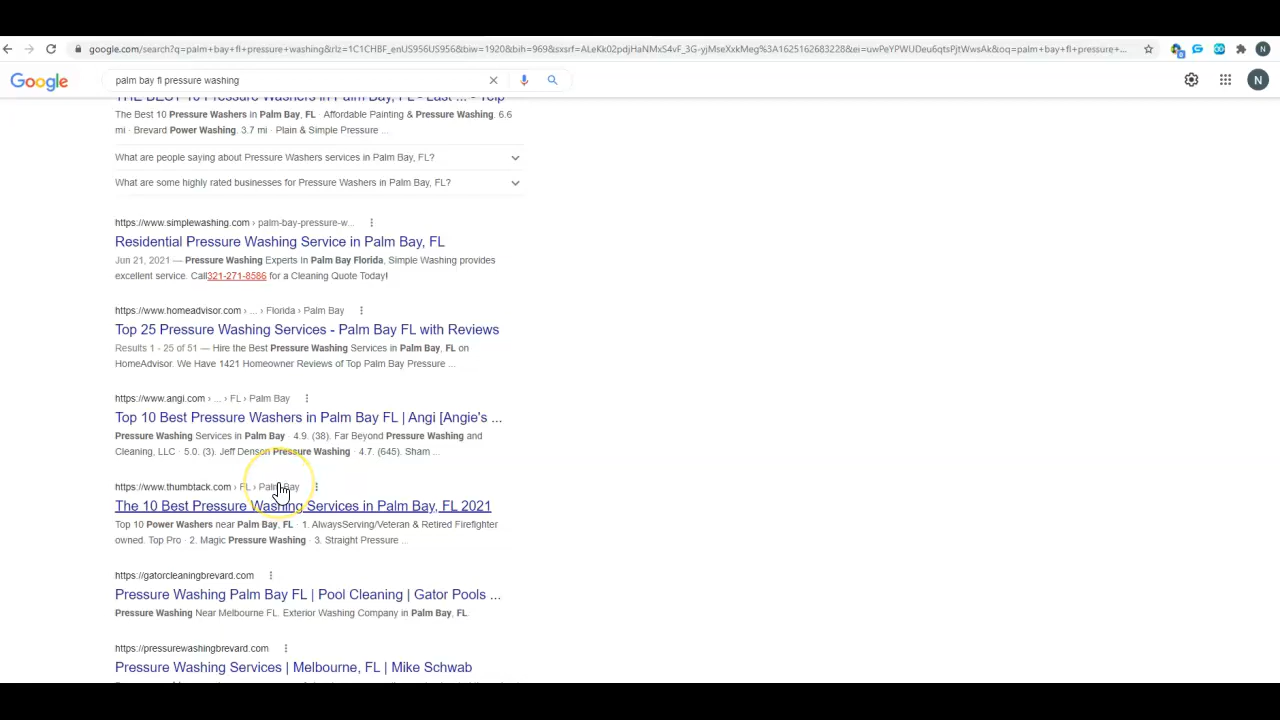 google.com/search?q=palm+bay+fl+pressure+washing&rlz=1C1CHBF_enUS956US956&biw=1920&bih=969&sxsrf=ALeKk02pdjHaNMxS4vF_3G-yjMseXxkMeg%3A1625162683228&ei=uwPeYPWUDeu6qtsPjtWwsAk&oq=palm+bay+fl+pressure+...
Google
palm bay fl pressure washing
N
THE BEST 10 Pressure Washers in Palm Bay, FL - Last ... - Yelp
The Best 10 Pressure Washers in Palm Bay, FL · Affordable Painting & Pressure Washing. 6.6
mi · Brevard Power Washing. 3.7 mi · Plain & Simple Pressure ...
What are people saying about Pressure Washers services in Palm Bay, FL?
What are some highly rated businesses for Pressure Washers in Palm Bay, FL?
https://www.simplewashing.com › palm-bay-pressure-w...
Residential Pressure Washing Service in Palm Bay, FL
Jun 21, 2021 — Pressure Washing Experts In Palm Bay Florida, Simple Washing provides
excellent service. Call321-271-8586 for a Cleaning Quote Today!
https://www.homeadvisor.com › ... › Florida › Palm Bay
Top 25 Pressure Washing Services - Palm Bay FL with Reviews
Results 1 - 25 of 51 — Hire the Best Pressure Washing Services in Palm Bay, FL on
HomeAdvisor. We Have 1421 Homeowner Reviews of Top Palm Bay Pressure ...
https://www.angi.com › ... › FL › Palm Bay
Top 10 Best Pressure Washers in Palm Bay FL | Angi [Angie's ...
Pressure Washing Services in Palm Bay · 4.9. (38). Far Beyond Pressure Washing and
Cleaning, LLC · 5.0. (3). Jeff Denson Pressure Washing · 4.7. (645). Sham ...
https://www.thumbtack.com › FL › Palm Bay
The 10 Best Pressure Washing Services in Palm Bay, FL 2021
Top 10 Power Washers near Palm Bay, FL · 1. AlwaysServing/Veteran & Retired Firefighter
owned. Top Pro · 2. Magic Pressure Washing · 3. Straight Pressure ...
https://gatorcleaningbrevard.com
Pressure Washing Palm Bay FL | Pool Cleaning | Gator Pools ...
Pressure Washing Near Melbourne FL. Exterior Washing Company in Palm Bay, FL.
https://pressurewashingbrevard.com
Pressure Washing Services | Melbourne, FL | Mike Schwab